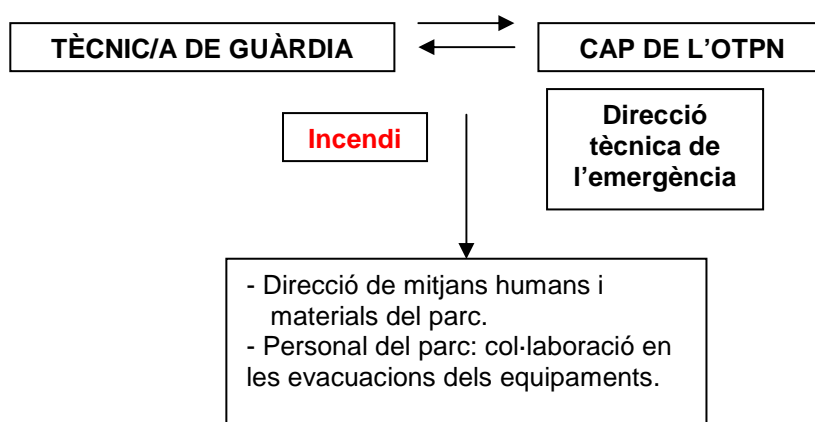 TÈCNIC/A DE GUÀRDIA
CAP DE L’OTPN
Incendi
Direcció
tècnica de
l’emergència
- Direcció de mitjans humans i
materials del parc.
- Personal del parc: col·laboració en
les evacuacions dels equipaments.